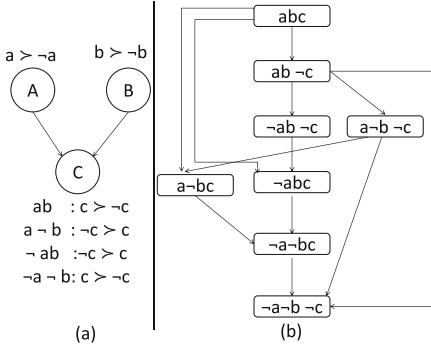 a ≻ ¬a
b ≻ ¬b
A
B
C
ab : c ≻ ¬c
a ¬ b : ¬c ≻ c
¬ ab :¬c ≻ c
¬a ¬ b: c ≻ ¬c
(a)
abc
ab ¬c
¬ab ¬c
a¬b ¬c
a¬bc
¬abc
¬a¬bc
¬a¬b ¬c
(b)